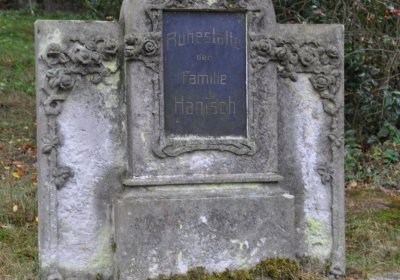 Ruhestätte
der
Familie
Hanisch